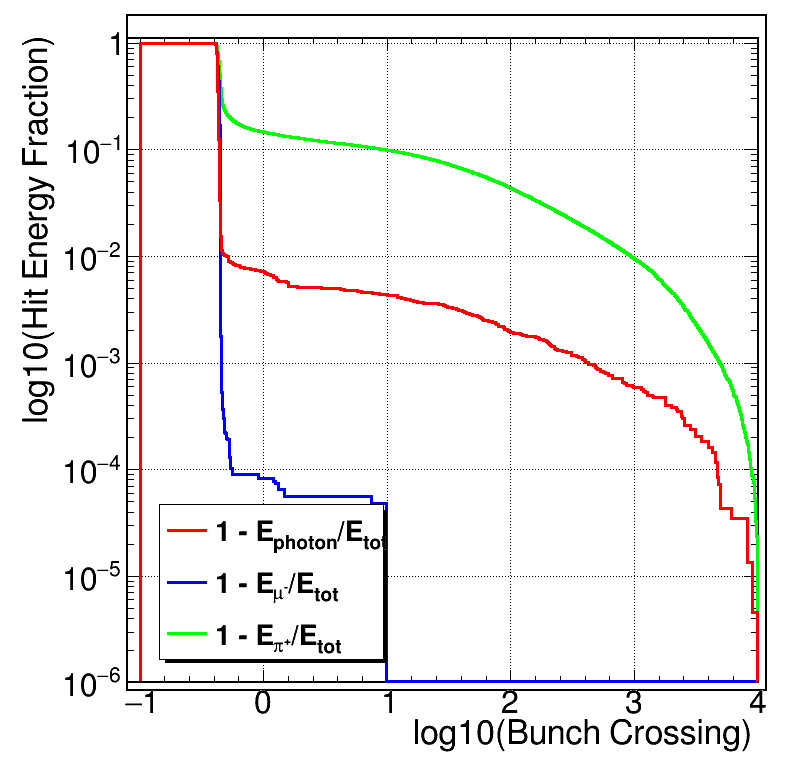 log10(Hit Energy Fraction)
1
10⁻¹
10⁻²
10⁻³
10⁻⁴
10⁻⁵
10⁻⁶
1 - E_photon/E_tot
1 - E_μ⁻/E_tot
1 - E_π⁺/E_tot
−1 0 1 2 3 4
log10(Bunch Crossing)